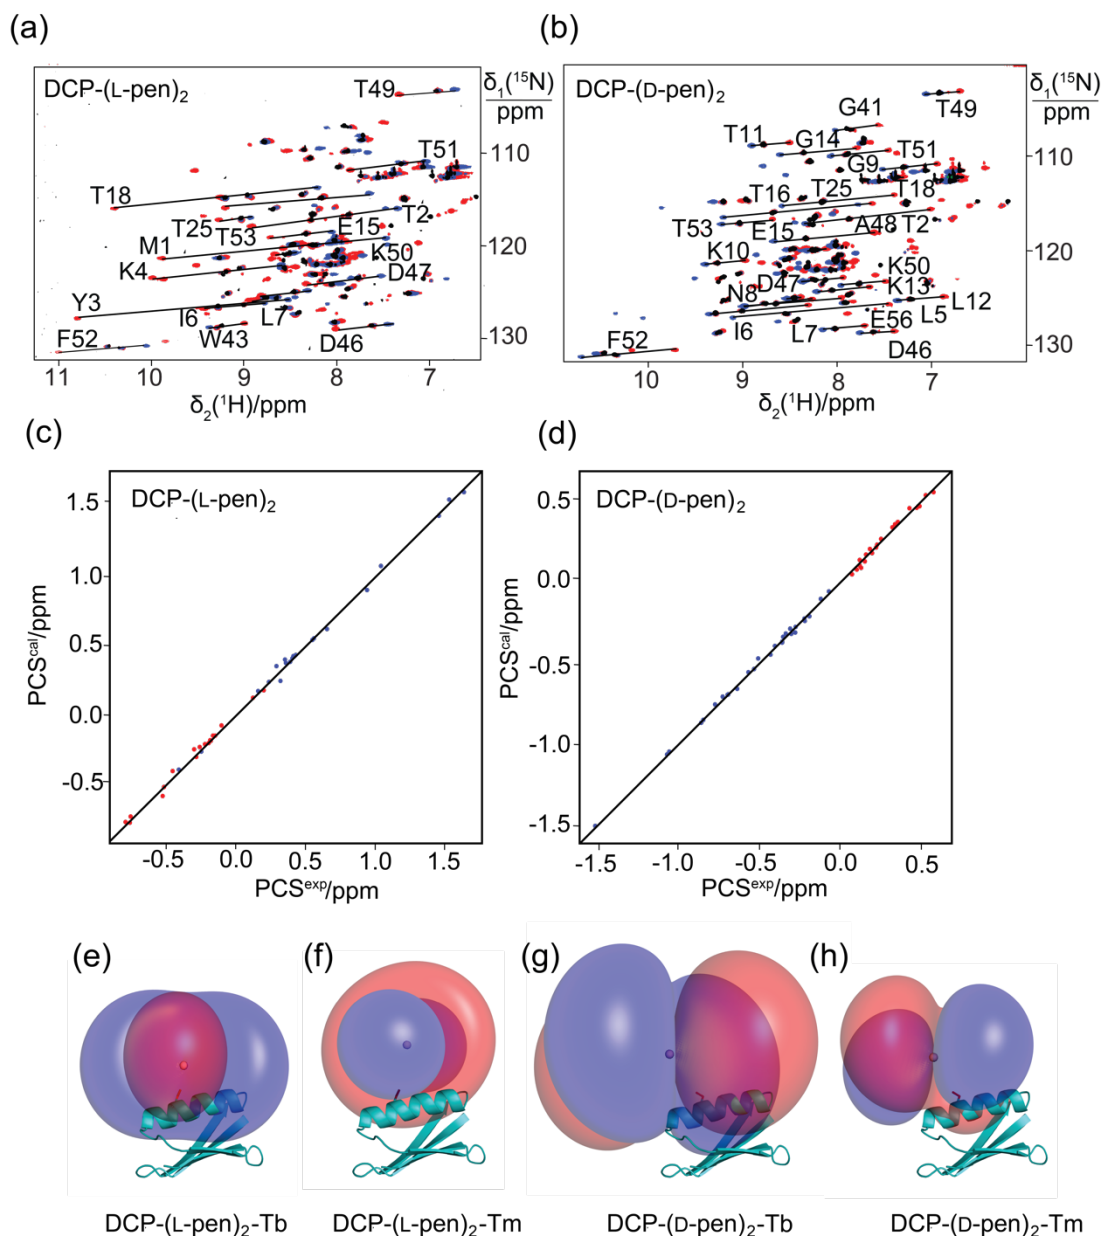 (a)
DCP-(L-pen)₂
T49
T51
T18
T25
T53
T2
E15
M1
K50
K4
D47
Y3
I6
L7
W43
D46
F52
11
10
9
8
7
δ₂(¹H)/ppm
δ₁(¹⁵N)
ppm
110
120
130
(b)
DCP-(D-pen)₂
T49
G41
T11
G14
G9
T51
T16
T25
T18
T53
E15
A48
T2
K10
K50
N8
D47
K13
L12
I6
L5
L7
E56
F52
D46
10
9
8
7
δ₂(¹H)/ppm
δ₁(¹⁵N)
ppm
110
120
130
(c)
DCP-(L-pen)₂
1.5
1.0
0.5
0.0
-0.5
PCSᶜᵃˡ/ppm
-0.5
0.0
0.5
1.0
1.5
PCSᵉˣᵖ/ppm
(d)
DCP-(D-pen)₂
0.5
0.0
-0.5
-1.0
-1.5
PCSᶜᵃˡ/ppm
-1.5
-1.0
-0.5
0.0
0.5
PCSᵉˣᵖ/ppm
(e)
(f)
(g)
(h)
DCP-(L-pen)₂-Tb
DCP-(L-pen)₂-Tm
DCP-(D-pen)₂-Tb
DCP-(D-pen)₂-Tm